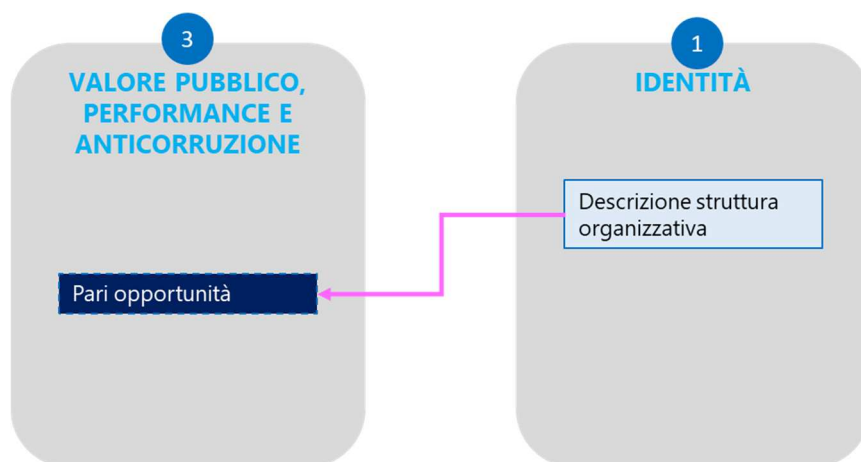 3
VALORE PUBBLICO,
PERFORMANCE E
ANTICORRUZIONE
Pari opportunità
1
IDENTITÀ
Descrizione struttura
organizzativa